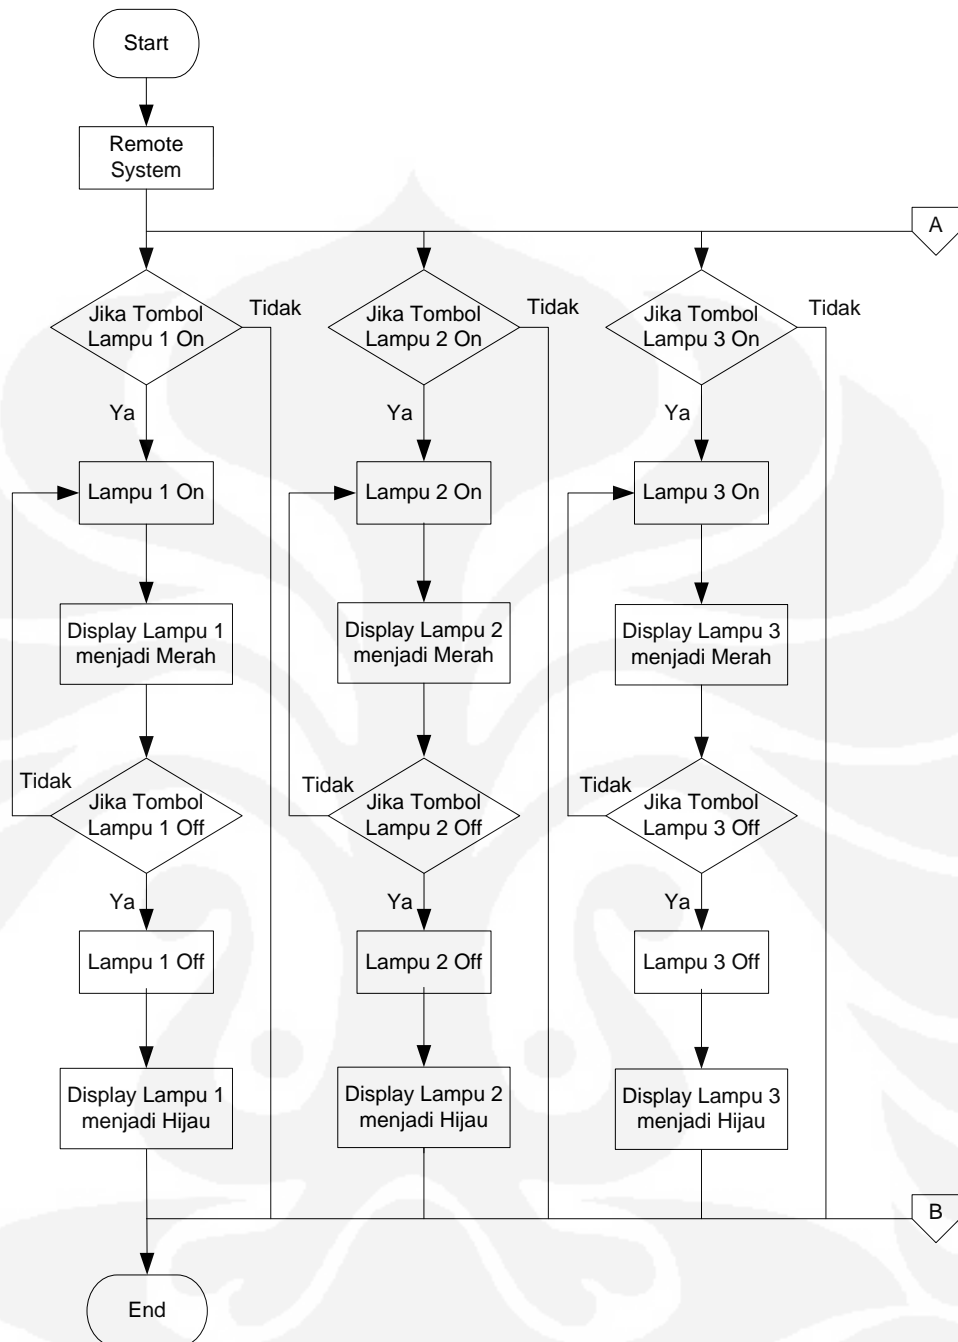 Start
Remote
System
A
Jika Tombol
Lampu 1 On
Tidak
Jika Tombol
Lampu 2 On
Tidak
Jika Tombol
Lampu 3 On
Tidak
Ya
Ya
Ya
Lampu 1 On
Lampu 2 On
Lampu 3 On
Display Lampu 1
menjadi Merah
Display Lampu 2
menjadi Merah
Display Lampu 3
menjadi Merah
Tidak
Jika Tombol
Lampu 1 Off
Tidak
Jika Tombol
Lampu 2 Off
Tidak
Jika Tombol
Lampu 3 Off
Ya
Ya
Ya
Lampu 1 Off
Lampu 2 Off
Lampu 3 Off
Display Lampu 1
menjadi Hijau
Display Lampu 2
menjadi Hijau
Display Lampu 3
menjadi Hijau
B
End